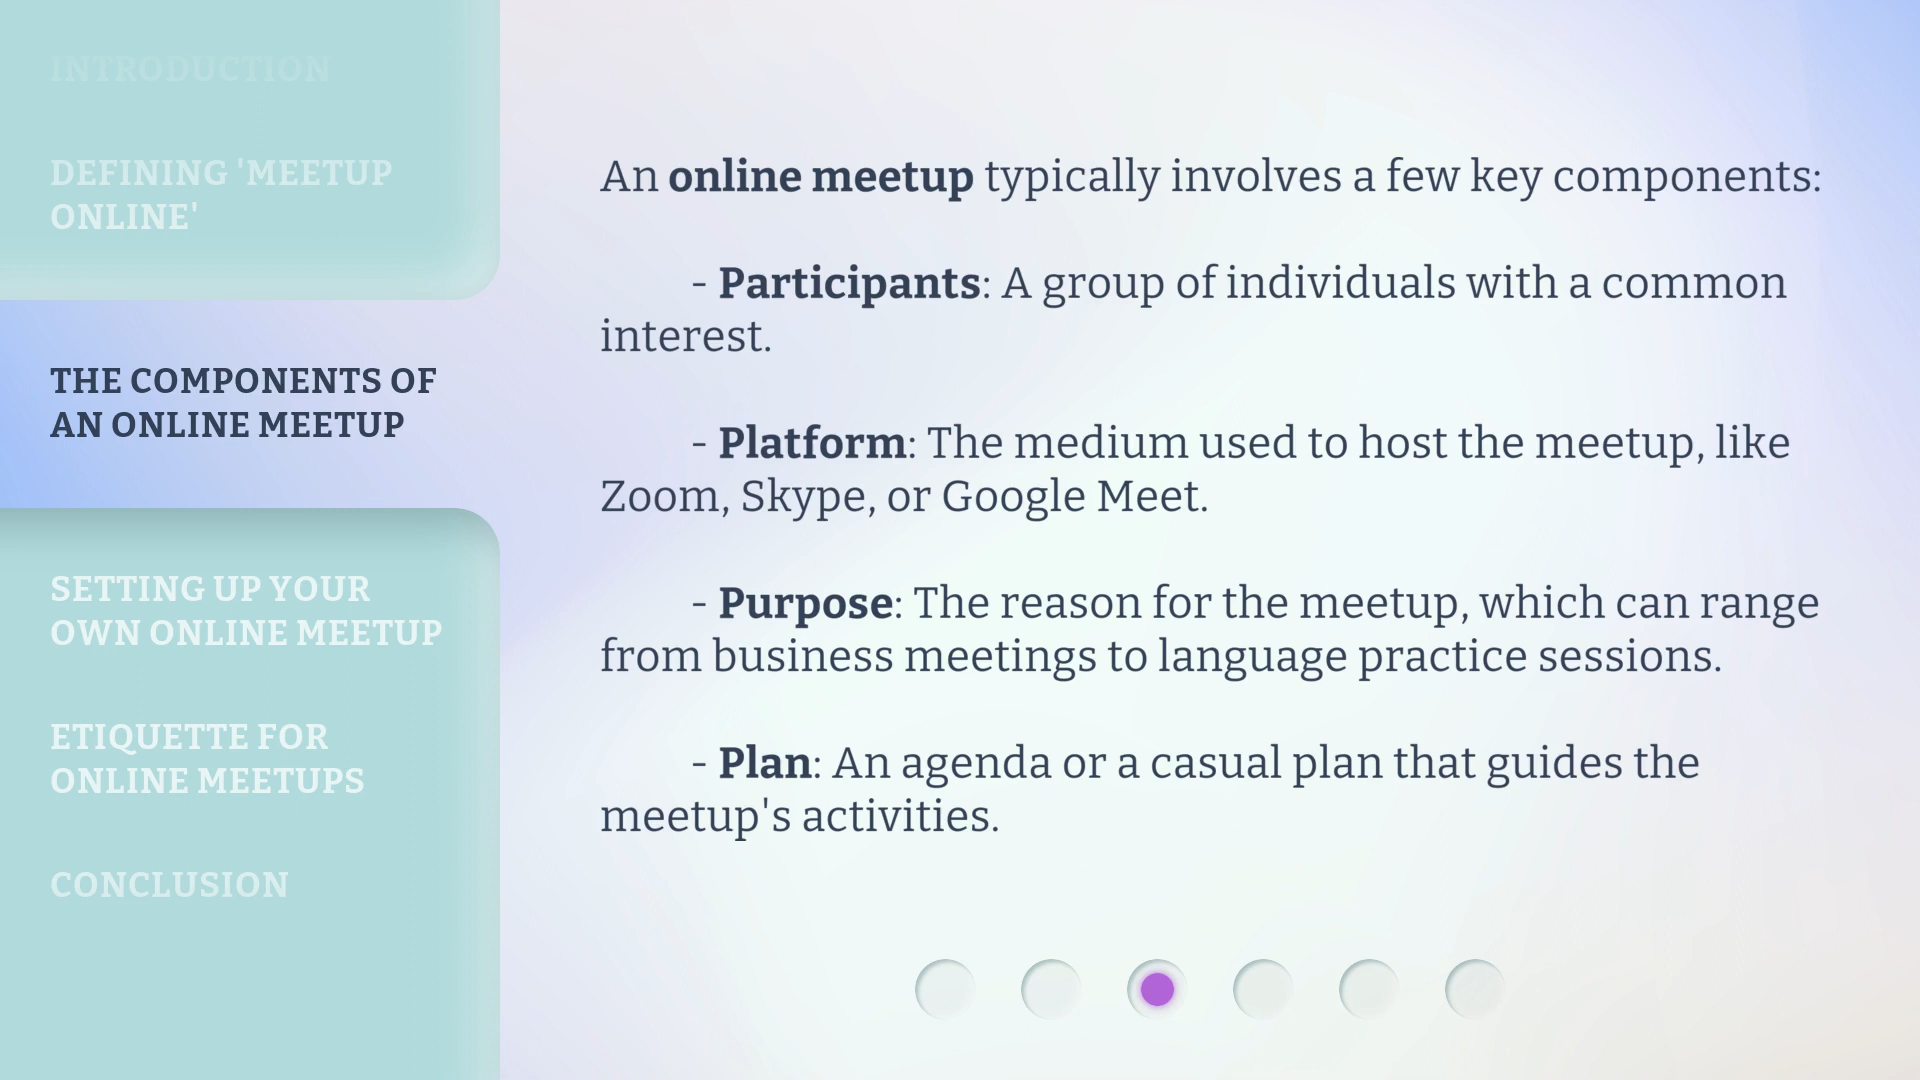 INTRODUCTION
DEFINING 'MEETUP
ONLINE'
THE COMPONENTS OF
AN ONLINE MEETUP
SETTING UP YOUR
OWN ONLINE MEETUP
ETIQUETTE FOR
ONLINE MEETUPS
CONCLUSION
An online meetup typically involves a few key components:
- Participants: A group of individuals with a common
interest.
- Platform: The medium used to host the meetup, like
Zoom, Skype, or Google Meet.
- Purpose: The reason for the meetup, which can range
from business meetings to language practice sessions.
- Plan: An agenda or a casual plan that guides the
meetup's activities.